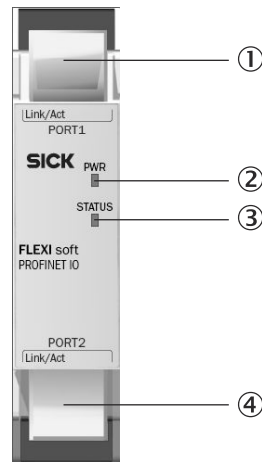 ①
Link/Act
PORT1
SICK
PWR
②
STATUS
③
FLEXI soft
PROFINET IO
PORT2
Link/Act
④